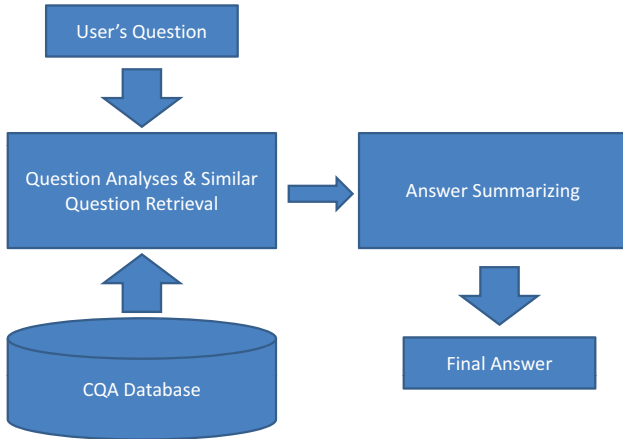 User’s Question
Question Analyses & Similar
Question Retrieval
Answer Summarizing
CQA Database
Final Answer